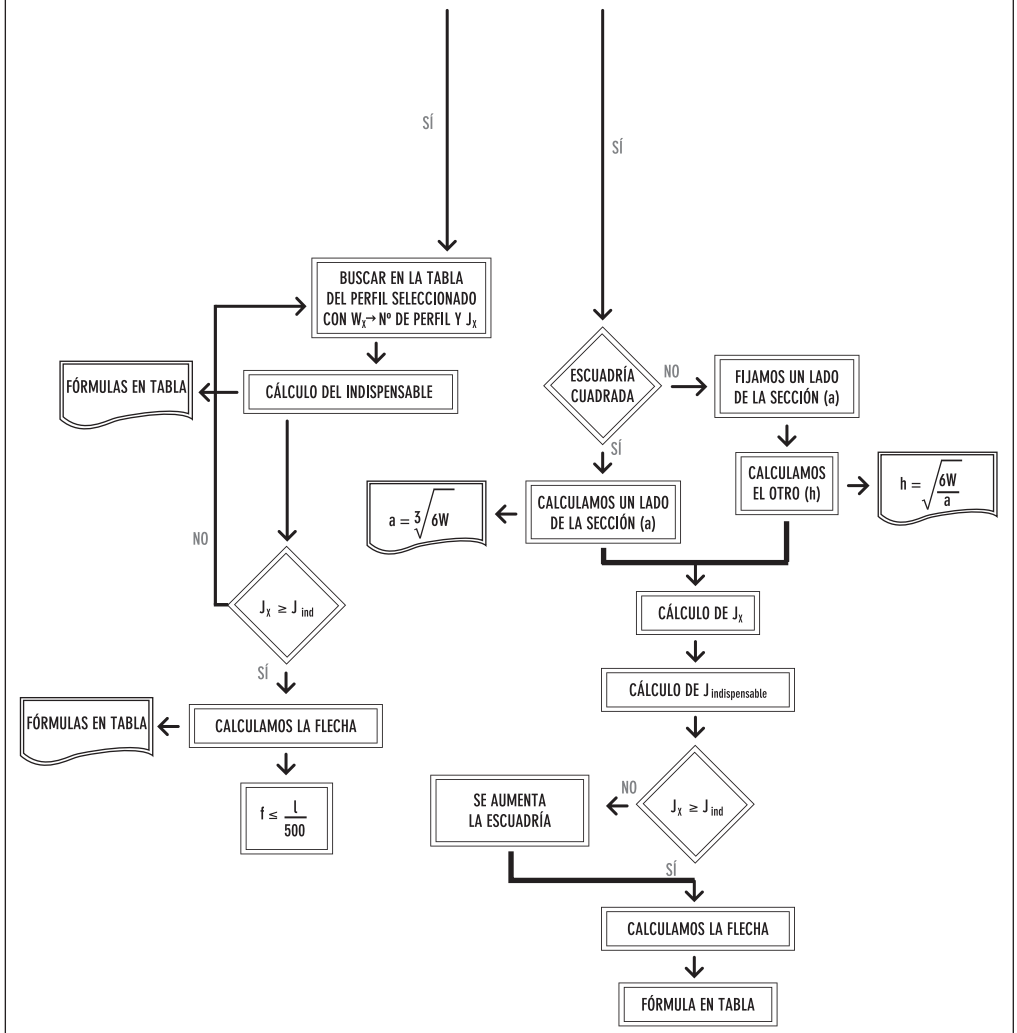 SÍ
SÍ
BUSCAR EN LA TABLA
DEL PERFIL SELECCIONADO
CON Wₓ→ Nº DE PERFIL Y Jₓ
FÓRMULAS EN TABLA
CÁLCULO DEL INDISPENSABLE
NO
Jₓ ≥ J ind
SÍ
FÓRMULAS EN TABLA
CALCULAMOS LA FLECHA
f ≤ l
500
ESCUADRÍA
CUADRADA
NO
FIJAMOS UN LADO
DE LA SECCIÓN (a)
SÍ
CALCULAMOS
EL OTRO (h)
h = √6W
a
a = ³√6W
CALCULAMOS UN LADO
DE LA SECCIÓN (a)
CÁLCULO DE Jₓ
CÁLCULO DE J indispensable
Jₓ ≥ J ind
NO
SE AUMENTA
LA ESCUADRÍA
SÍ
CALCULAMOS LA FLECHA
FÓRMULA EN TABLA